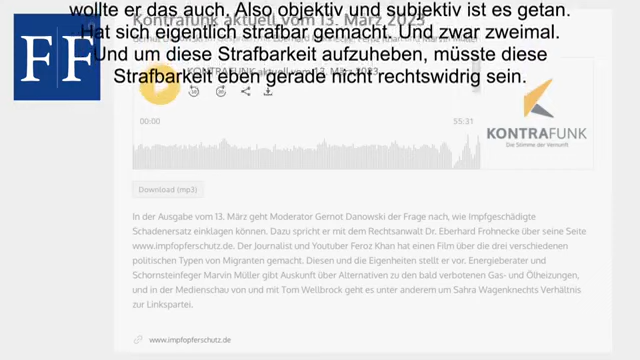 wollte er das auch, Also objektiv und subjektiv ist es getan.
Hat sich eigentlich strafbar gemacht. Und zwar zweimal.
Und um diese Strafbarkeit aufzuheben, müsste diese
Strafbarkeit eben gerade nicht rechtswidrig sein.
FF
Kontrafunk aktuell vom 13. März 2023
KONTRAFUNK aktuell vom 13. März 2023
00:00
55:31
KONTRAFUNK
Die Stimme der Vernunft
Download (mp3)
In der Ausgabe vom 13. März geht Moderator Gernot Danowski der Frage nach, wie Impfgeschädigte
Schadenersatz einklagen können. Dazu spricht er mit dem Rechtsanwalt Dr. Eberhard Frohnecke über seine Seite
www.impfopferschutz.de. Der Journalist und Youtuber Feroz Khan hat einen Film über die drei verschiedenen
politischen Typen von Migranten gemacht. Diesen und die Eigenheiten stellt er vor. Energieberater und
Schornsteinfeger Marvin Müller gibt Auskunft über Alternativen zu den bald verbotenen Gas- und Ölheizungen,
und in der Medienschau von und mit Tom Wellbrock geht es unter anderem um Sahra Wagenknechts Verhältnis
zur Linkspartei.
www.impfopferschutz.de